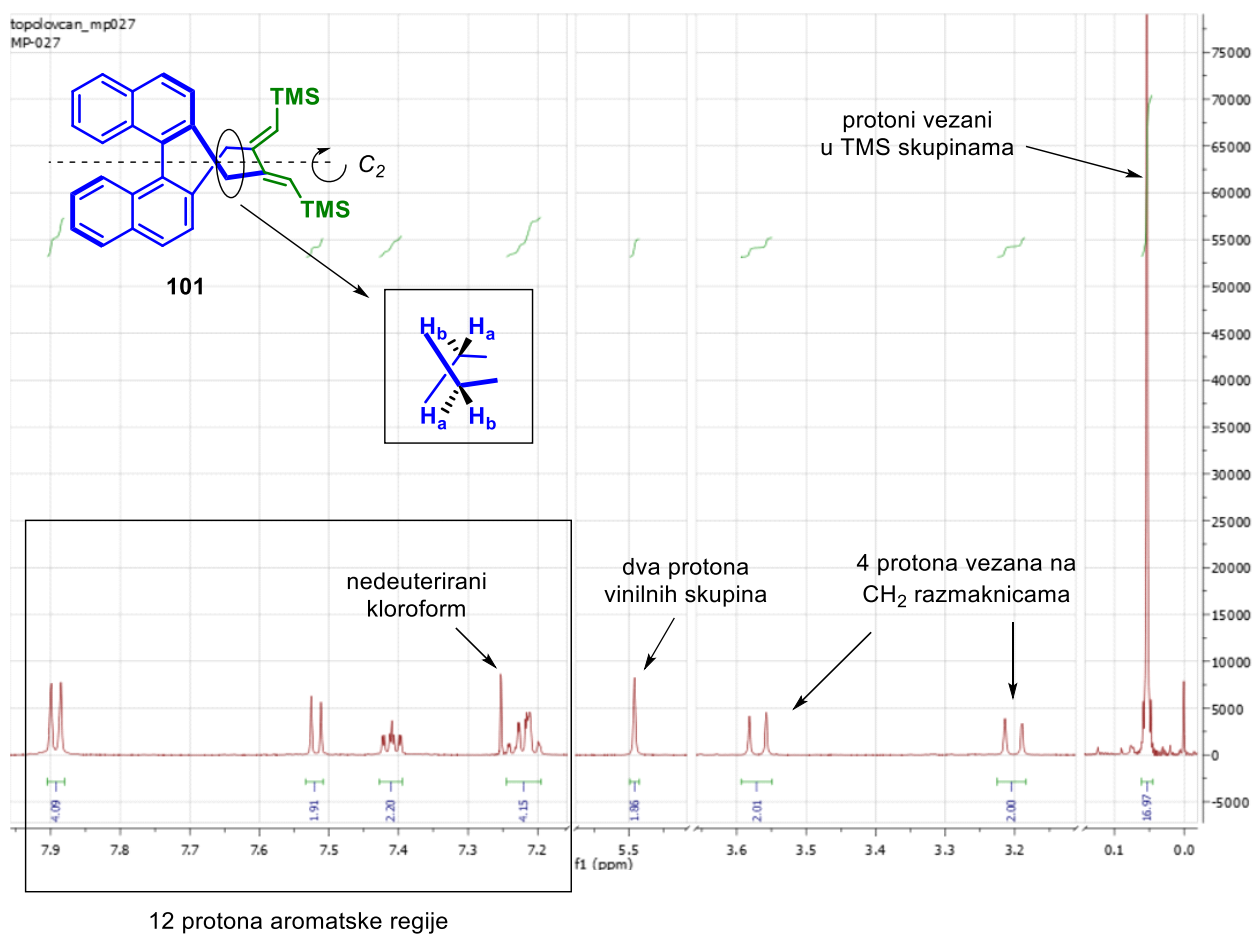 topolovcan_mp027
MP-027
TMS
C2
TMS
101
Hb Ha
Ha Hb
protoni vezani
u TMS skupinama
nedeuterirani
kloroform
dva protona
vinilnih skupina
4 protona vezana na
CH2 razmaknicama
75000
70000
65000
60000
55000
50000
45000
40000
35000
30000
25000
20000
15000
10000
5000
0
-5000
4.09 1.91 2.20 4.15 1.86 2.01 2.00 16.97
7.9 7.8 7.7 7.6 7.5 7.4 7.3 7.2 5.5 3.6 3.5 3.4 3.3 3.2 0.1 0.0
f1 (ppm)
12 protona aromatske regije